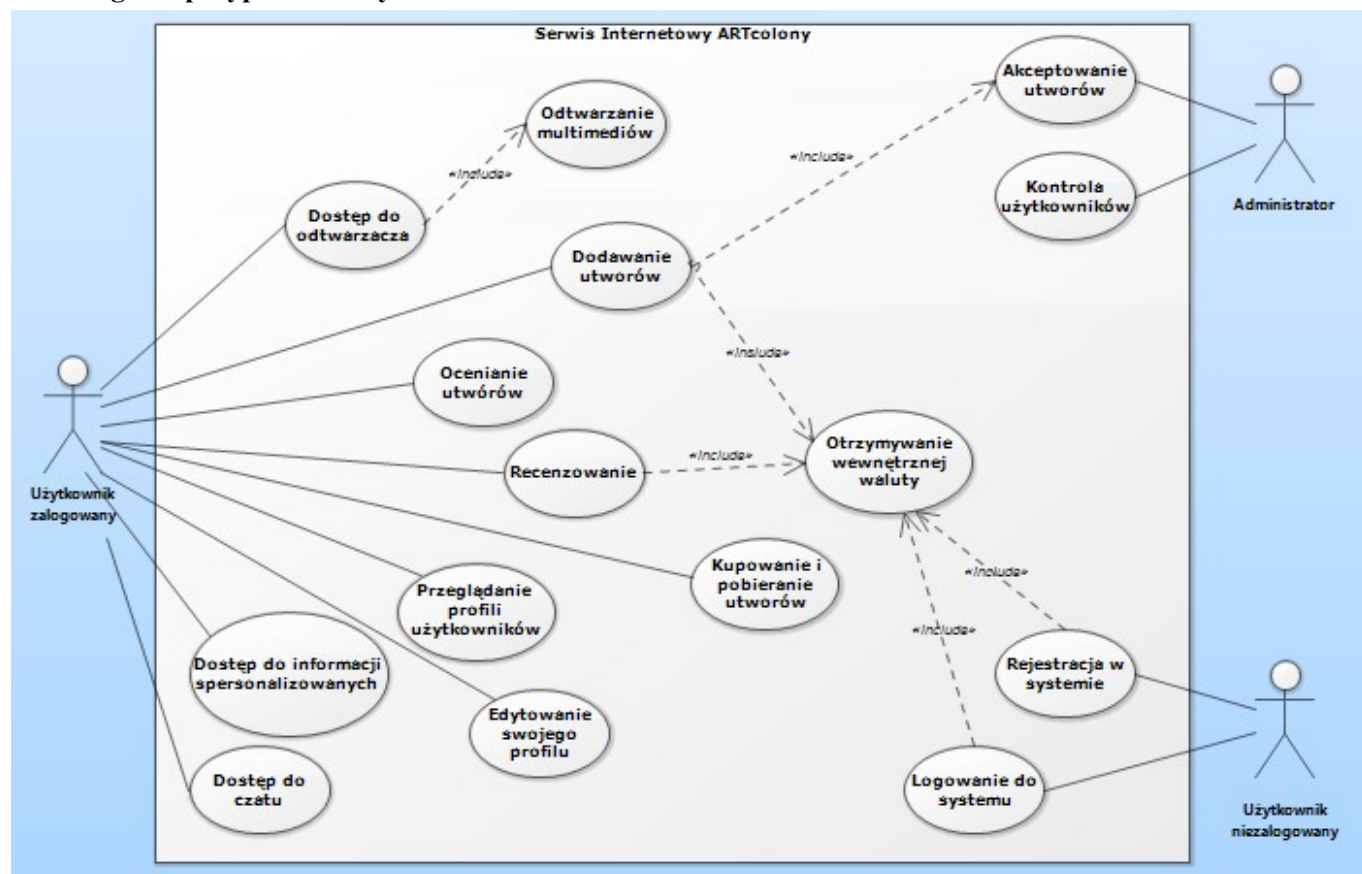 Serwis Internetowy ARTcolony
Odtwarzanie
multimediów
«Include»
Dostęp do
odtwarzacza
Akceptowanie
utworów
«Include»
Kontrola
użytkowników
Administrator
Dodawanie
utworów
«Include»
Ocenianie
utwórów
Użytkownik
zalogowany
Recenzowanie
«Include»
Otrzymywanie
wewnętrznej
waluty
Kupowanie i
pobieranie
utworów
Przeglądanie
profili
użytkowników
«Include»
«Include»
Dostęp do informacji
spersonalizowanych
Rejestracja w
systemie
Edytowanie
swojego
profilu
Dostęp do
czatu
Logowanie do
systemu
Użytkownik
niezalogowany